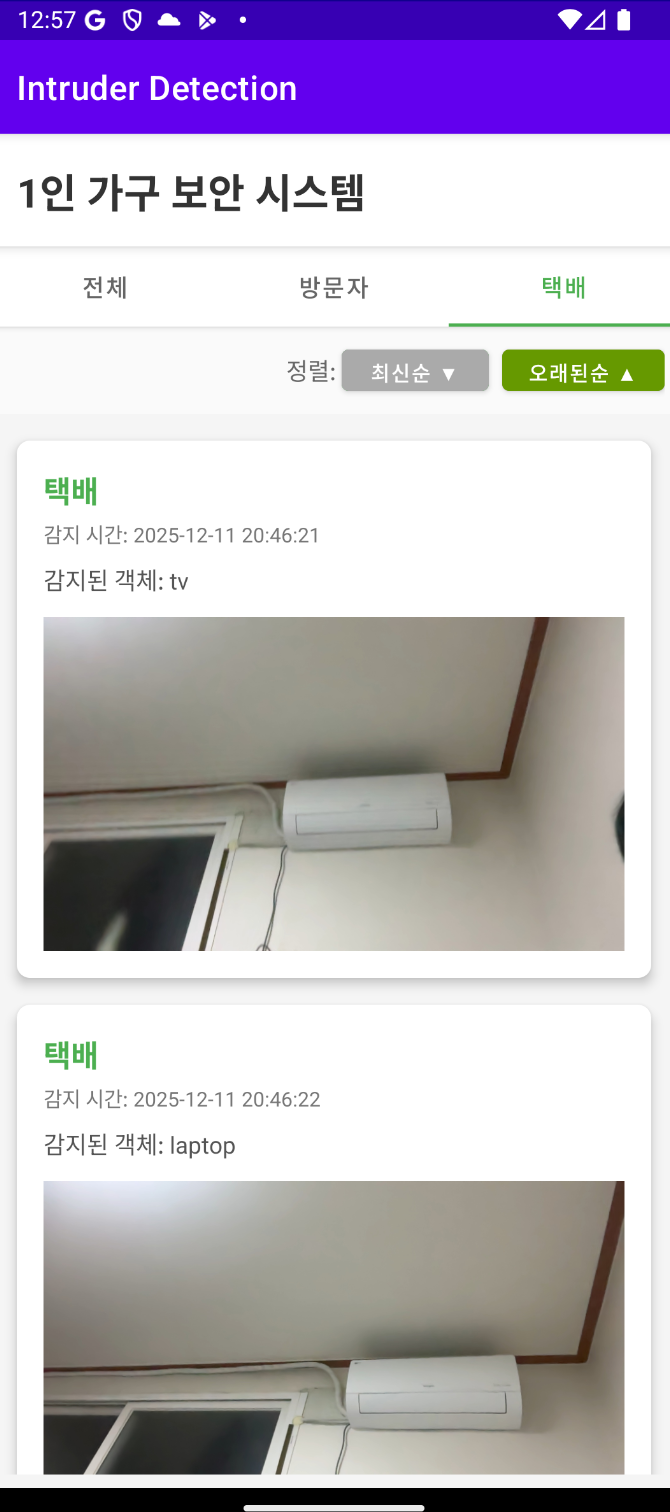 12:57
Intruder Detection
1인 가구 보안 시스템
전체 방문자 택배
정렬: 최신순 ▼ 오래된순 ▲
택배
감지 시간: 2025-12-11 20:46:21
감지된 객체: tv
택배
감지 시간: 2025-12-11 20:46:22
감지된 객체: laptop